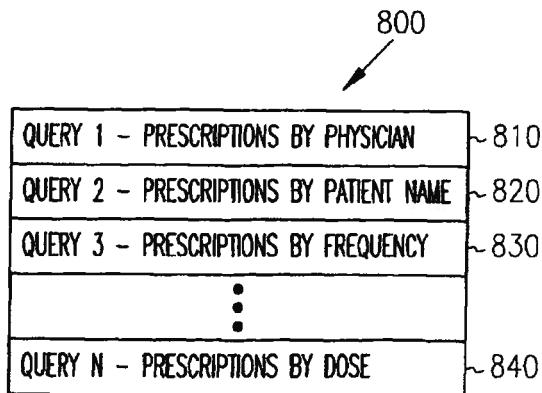 800
QUERY 1 - PRESCRIPTIONS BY PHYSICIAN 810
QUERY 2 - PRESCRIPTIONS BY PATIENT NAME 820
QUERY 3 - PRESCRIPTIONS BY FREQUENCY 830
QUERY N - PRESCRIPTIONS BY DOSE 840